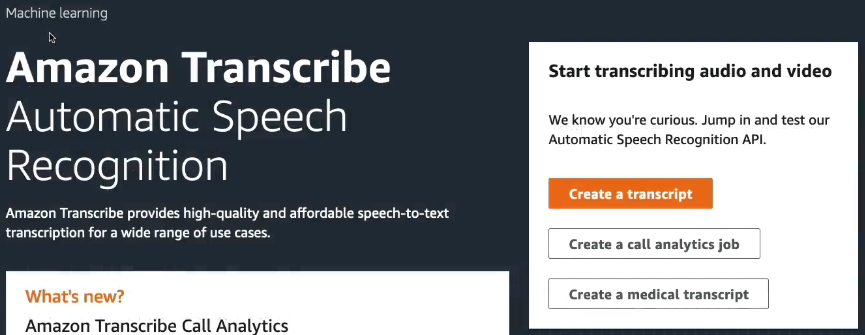 Machine learning
Amazon Transcribe
Automatic Speech
Recognition
Amazon Transcribe provides high-quality and affordable speech-to-text
transcription for a wide range of use cases.
What's new?
Amazon Transcribe Call Analytics
Start transcribing audio and video
We know you're curious. Jump in and test our
Automatic Speech Recognition API.
Create a transcript
Create a call analytics job
Create a medical transcript